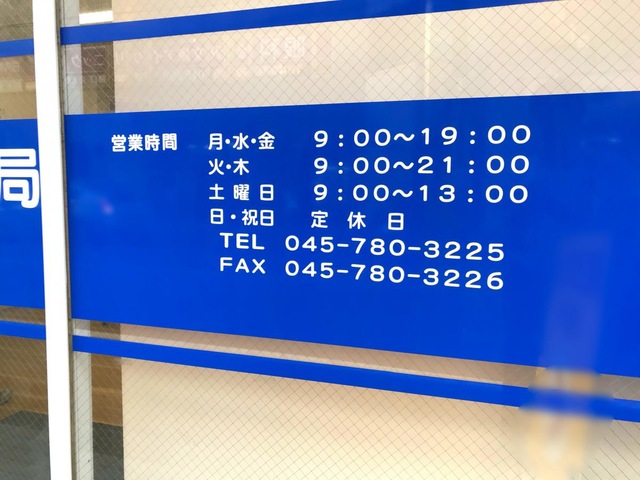 局
営業時間 月・水・金 9:00〜19:00
火・木 9:00〜21:00
土曜日 9:00〜13:00
日・祝日 定休日
TEL 045-780-3225
FAX 045-780-3226